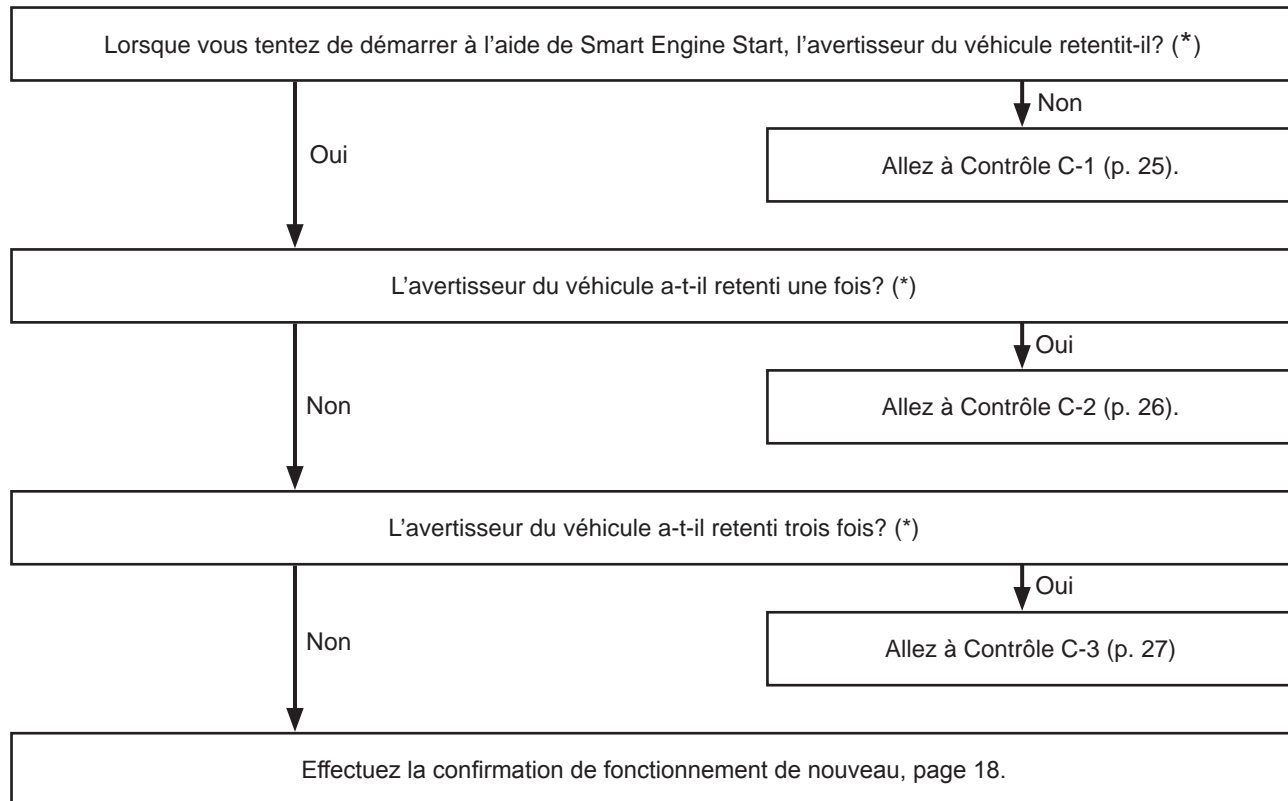 Lorsque vous tentez de démarrer à l’aide de Smart Engine Start, l’avertisseur du véhicule retentit-il? (*)
Non
Oui
Allez à Contrôle C-1 (p. 25).
L’avertisseur du véhicule a-t-il retenti une fois? (*)
Oui
Non
Allez à Contrôle C-2 (p. 26).
L’avertisseur du véhicule a-t-il retenti trois fois? (*)
Oui
Non
Allez à Contrôle C-3 (p. 27)
Effectuez la confirmation de fonctionnement de nouveau, page 18.